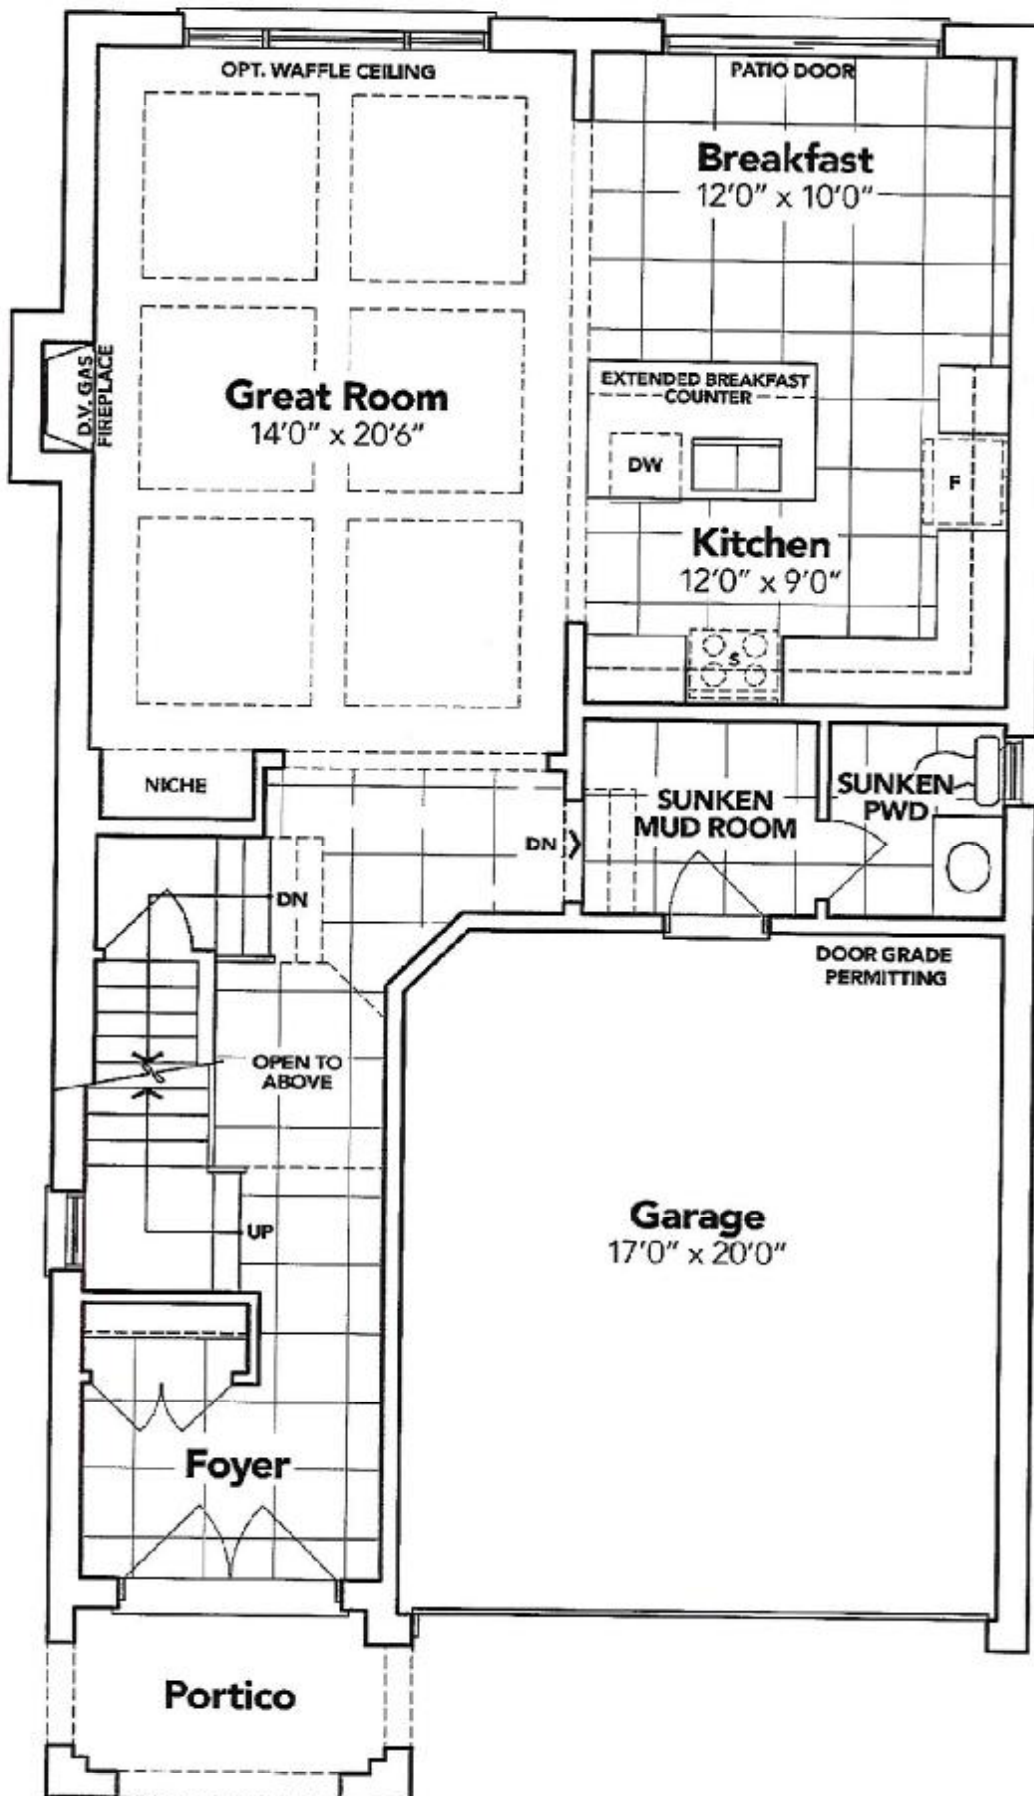 OPT. WAFFLE CEILING
PATIO DOOR
Breakfast
12'0" x 10'0"
D.V. GAS
FIREPLACE
Great Room
14'0" x 20'6"
EXTENDED BREAKFAST
COUNTER
DW
F
Kitchen
12'0" x 9'0"
S
NICHE
SUNKEN
MUD ROOM
SUNKEN
PWD
DN
DN
DOOR GRADE
PERMITTING
OPEN TO
ABOVE
UP
Garage
17'0" x 20'0"
Foyer
Portico